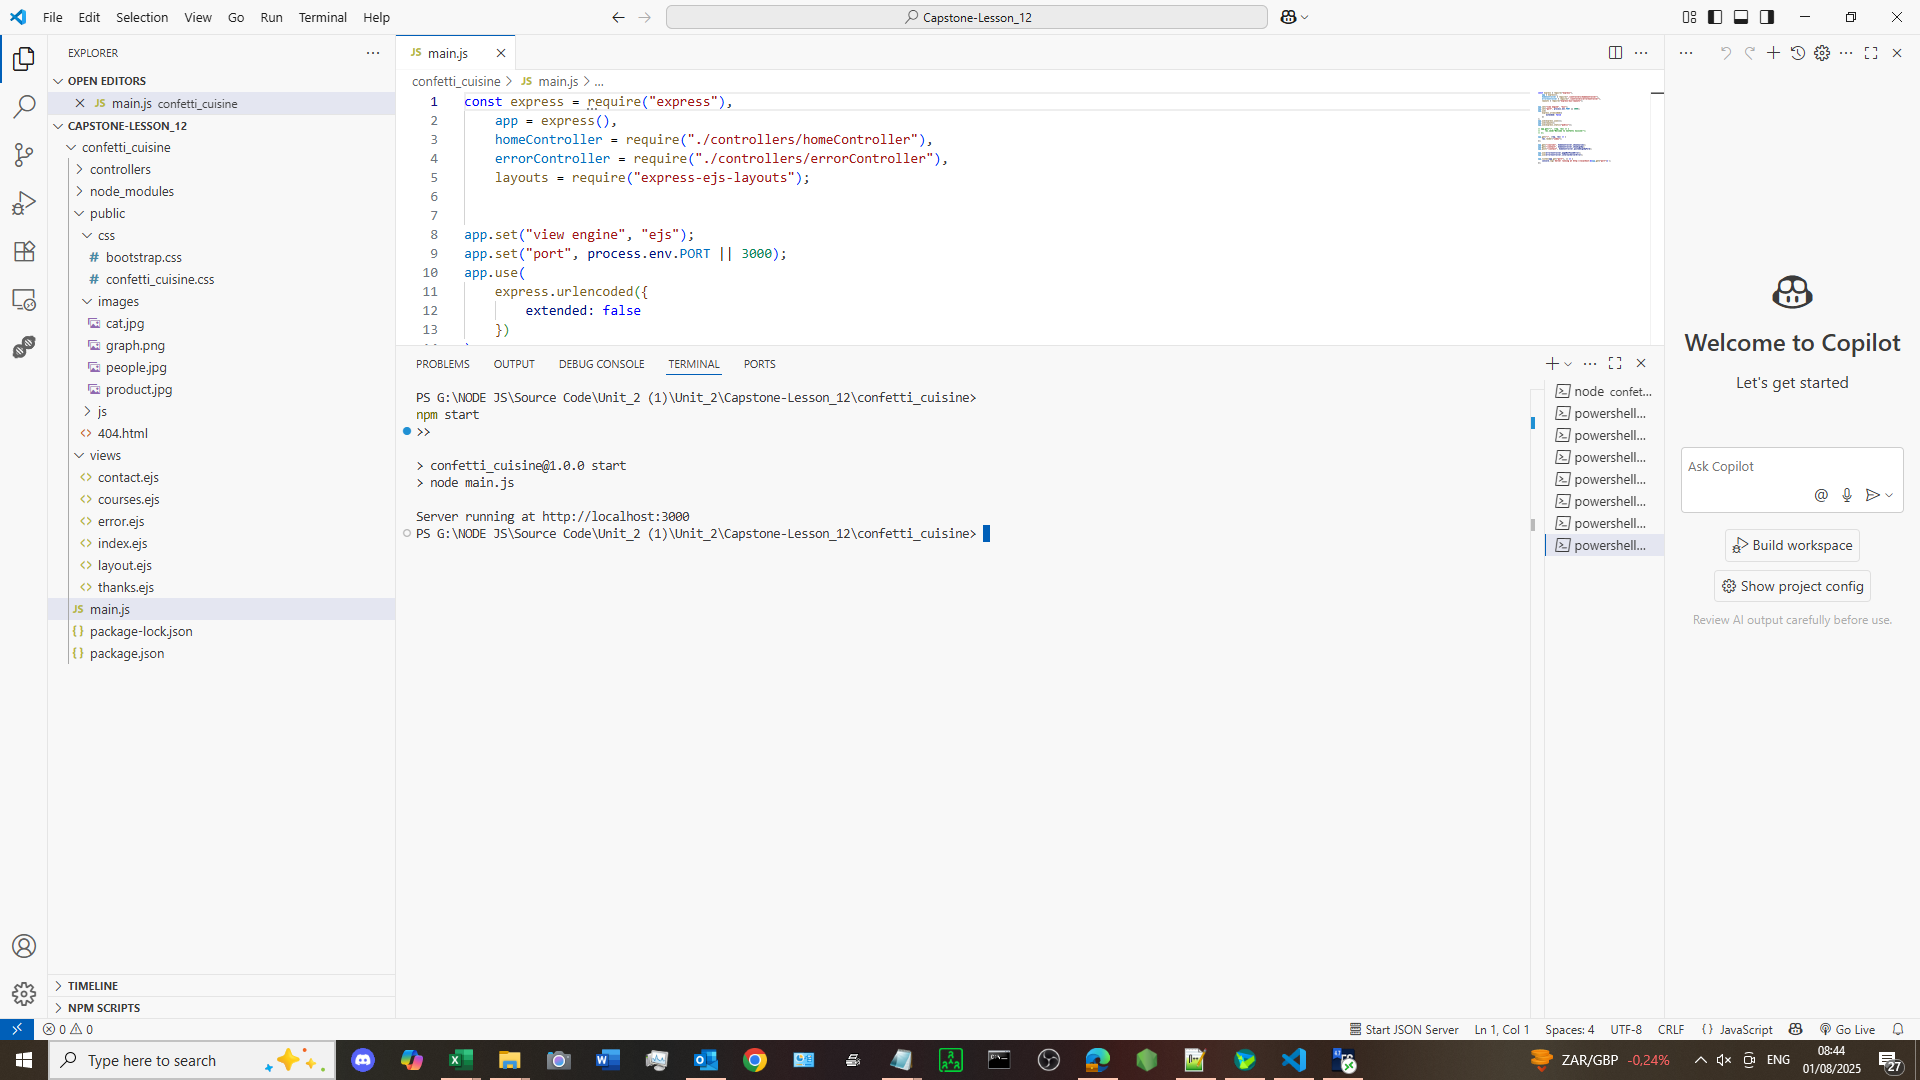 File Edit Selection View Go Run Terminal Help
Capstone-Lesson_12
EXPLORER
OPEN EDITORS
JS main.js confetti_cuisine
CAPSTONE-LESSON_12
confetti_cuisine
controllers
node_modules
public
css
# bootstrap.css
# confetti_cuisine.css
images
cat.jpg
graph.png
people.jpg
product.jpg
js
<> 404.html
views
<> contact.ejs
<> courses.ejs
<> error.ejs
<> index.ejs
<> layout.ejs
<> thanks.ejs
JS main.js
{} package-lock.json
{} package.json
TIMELINE
NPM SCRIPTS
JS main.js
confetti_cuisine > JS main.js > ...
1 const express = require("express"),
2 app = express(),
3 homeController = require("./controllers/homeController"),
4 errorController = require("./controllers/errorController"),
5 layouts = require("express-ejs-layouts");
6
7
8 app.set("view engine", "ejs");
9 app.set("port", process.env.PORT || 3000);
10 app.use(
11 express.urlencoded({
12 extended: false
13 })
PROBLEMS OUTPUT DEBUG CONSOLE TERMINAL PORTS
PS G:\NODE JS\Source Code\Unit_2 (1)\Unit_2\Capstone-Lesson_12\confetti_cuisine>
npm start
>>
> confetti_cuisine@1.0.0 start
> node main.js
Server running at http://localhost:3000
PS G:\NODE JS\Source Code\Unit_2 (1)\Unit_2\Capstone-Lesson_12\confetti_cuisine>
node confet...
powershell...
powershell...
powershell...
powershell...
powershell...
powershell...
powershell...
Welcome to Copilot
Let's get started
Ask Copilot
Build workspace
Show project config
Review AI output carefully before use.
0 0
Start JSON Server Ln 1, Col 1 Spaces: 4 UTF-8 CRLF {} JavaScript Go Live
Type here to search
ZAR/GBP -0,24%
ENG
08:44
01/08/2025
27